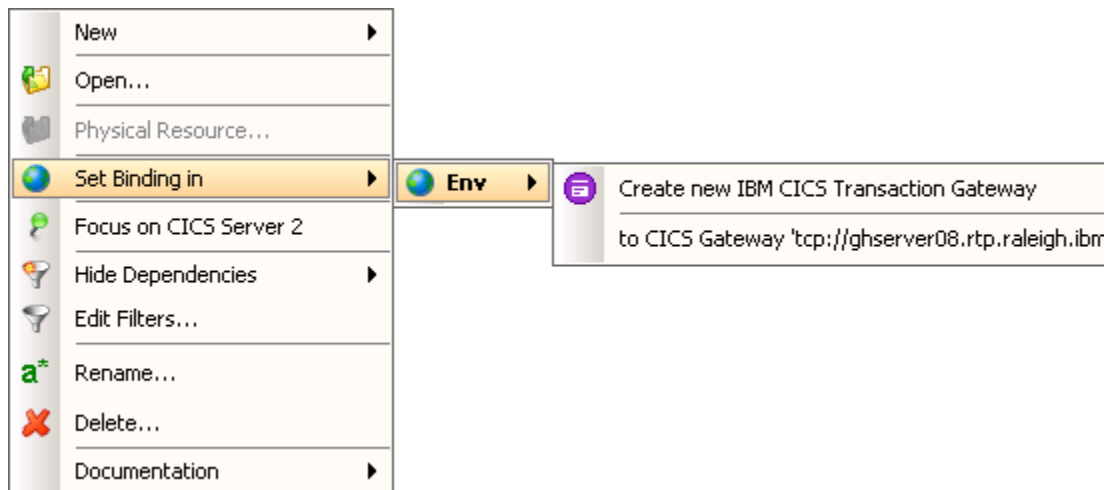 New
Open...
Physical Resource...
Set Binding in
Env
Create new IBM CICS Transaction Gateway
to CICS Gateway 'tcp://ghserver08.rtp.raleigh.ibm
Focus on CICS Server 2
Hide Dependencies
Edit Filters...
a* Rename...
Delete...
Documentation